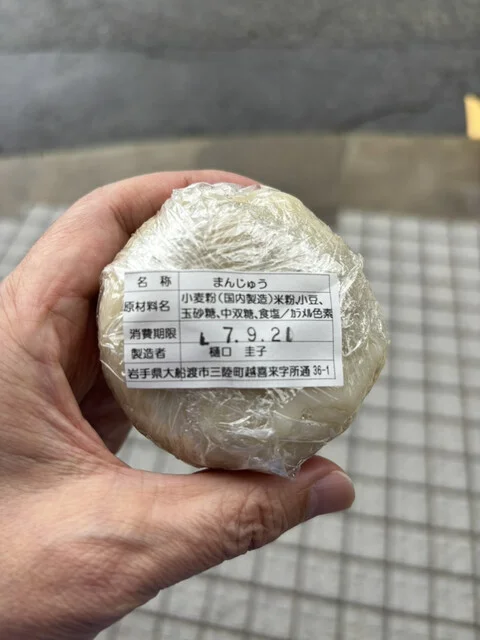 名称 まんじゅう
原材料名 小麦粉(国内製造)米粉、小豆、
玉砂糖、中双糖、食塩/カラメル色素
消費期限 7.9.21
製造者 樋口 圭子
岩手県大船渡市三陸町越喜来字所通36-1